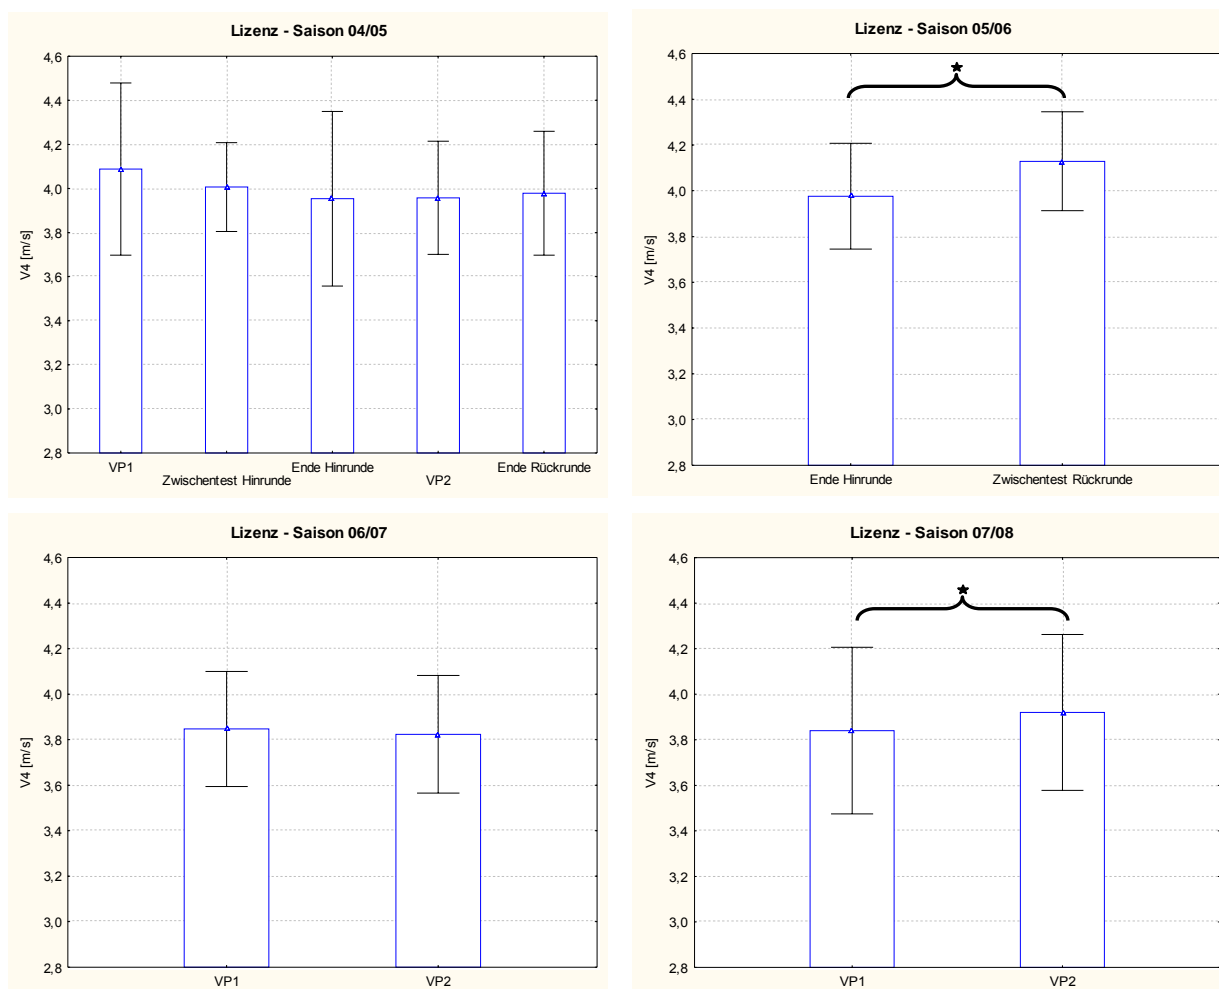 Lizenz - Saison 04/05
4,6
4,4
4,2
4,0
3,8
3,6
3,4
3,2
3,0
2,8
V4 [m/s]
VP1
Zwischentest Hinrunde
Ende Hinrunde
VP2
Ende Rückrunde
Lizenz - Saison 05/06
4,6
4,4
4,2
4,0
3,8
3,6
3,4
3,2
3,0
2,8
V4 [m/s]
Ende Hinrunde
Zwischentest Rückrunde
Lizenz - Saison 06/07
4,6
4,4
4,2
4,0
3,8
3,6
3,4
3,2
3,0
2,8
V4 [m/s]
VP1
VP2
Lizenz - Saison 07/08
4,6
4,4
4,2
4,0
3,8
3,6
3,4
3,2
3,0
2,8
V4 [m/s]
VP1
VP2